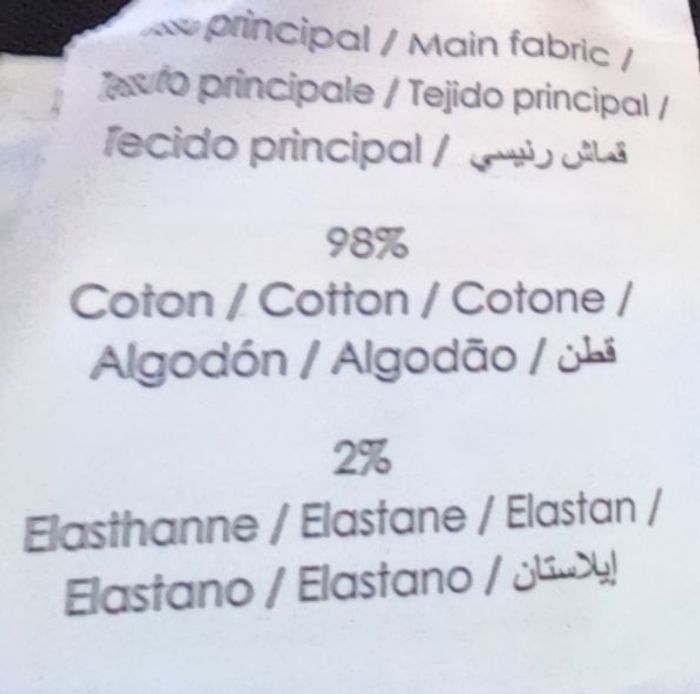 principal / Main fabric /
Tessuto principale / Tejido principal /
Tecido principal / قماش رئيسي
98%
Coton / Cotton / Cotone /
Algodón / Algodão / قطن
2%
Elasthanne / Elastane / Elastan /
Elastano / Elastano / إيلاستان